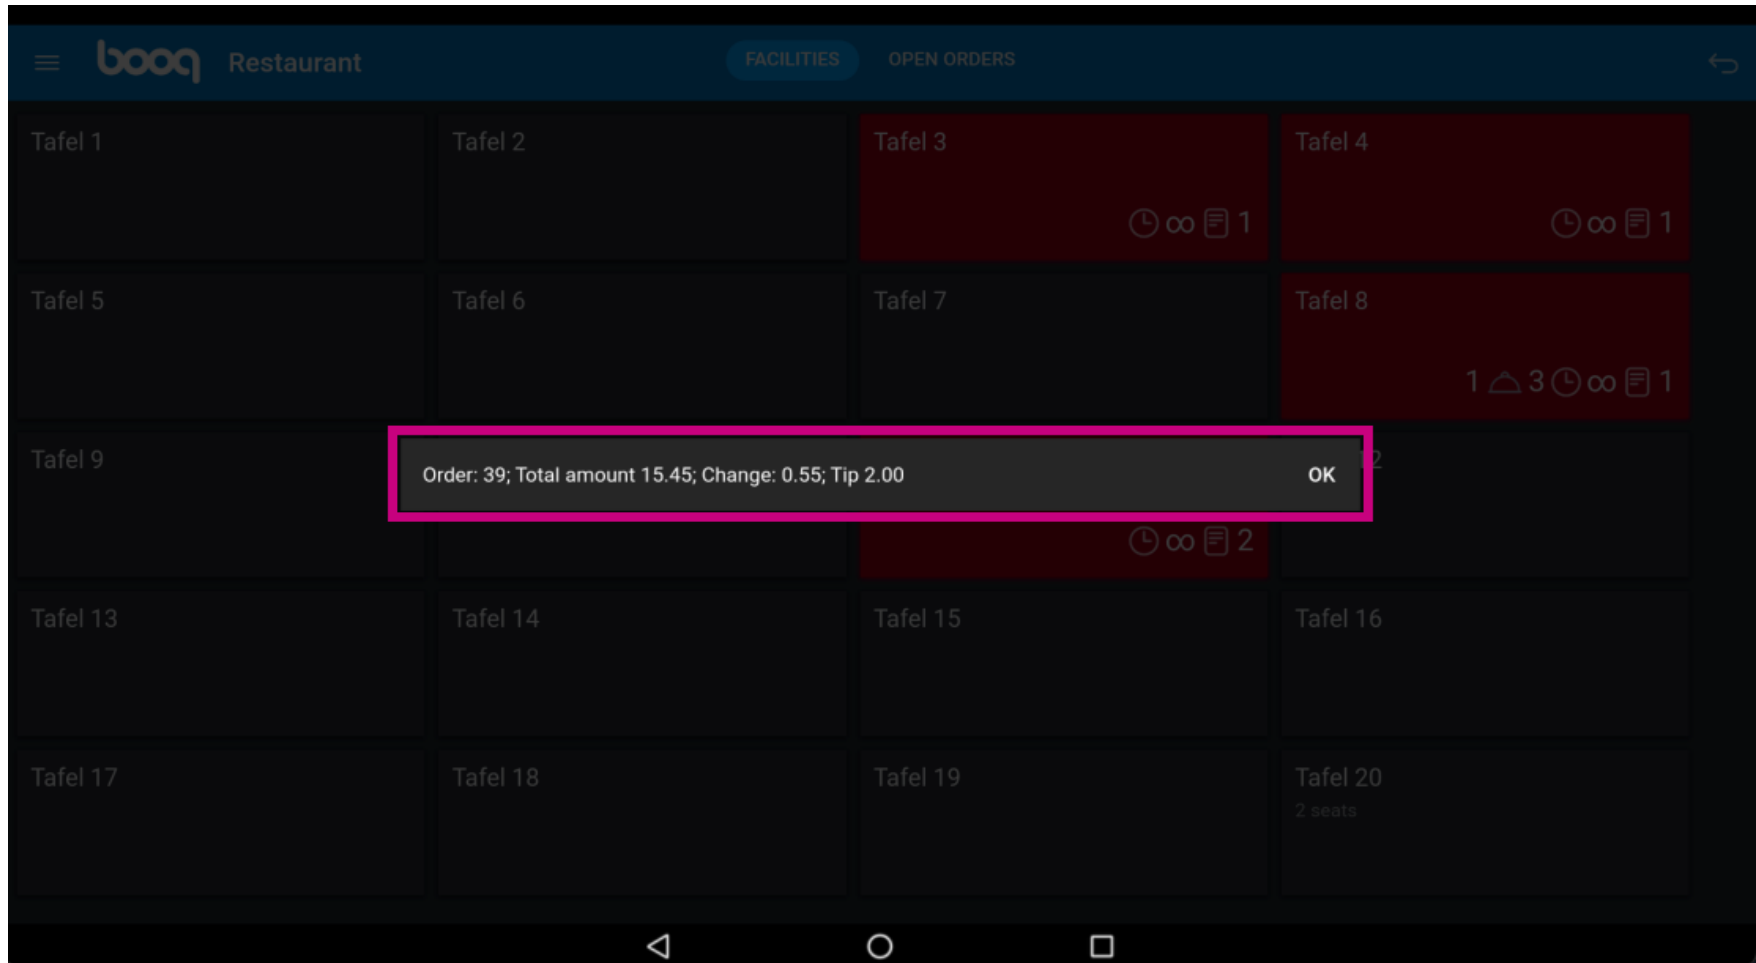 booq Restaurant FACILITIES OPEN ORDERS
Tafel 1 Tafel 2 Tafel 3 Tafel 4
∞ 1 ∞ 1
Tafel 5 Tafel 6 Tafel 7 Tafel 8
1 3 ∞ 1
Tafel 9 2
Order: 39; Total amount 15.45; Change: 0.55; Tip 2.00 OK
∞ 2
Tafel 13 Tafel 14 Tafel 15 Tafel 16
Tafel 17 Tafel 18 Tafel 19 Tafel 20
2 seats